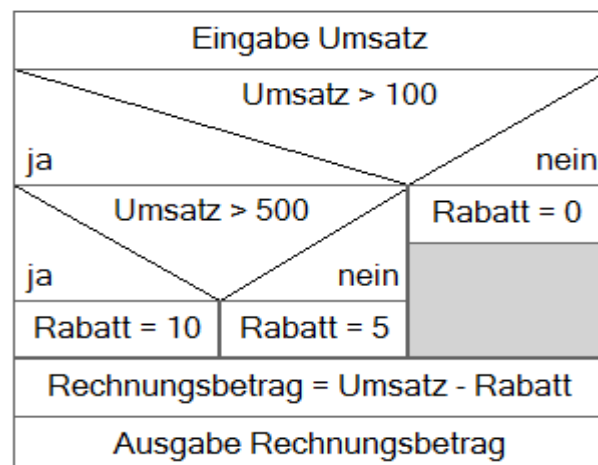 Eingabe Umsatz
Umsatz > 100
ja
nein
Umsatz > 500
Rabatt = 0
ja
nein
Rabatt = 10
Rabatt = 5
Rechnungsbetrag = Umsatz - Rabatt
Ausgabe Rechnungsbetrag